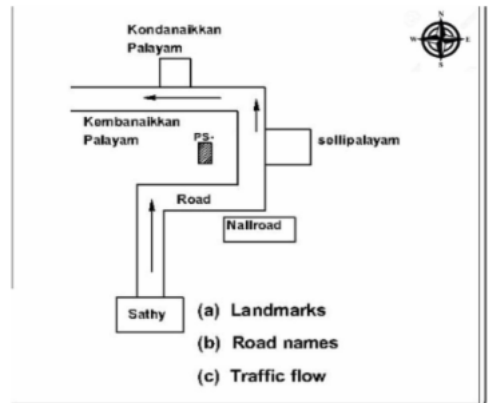 Kondanaikkan
Palayam
N
W
E
S
Kembanaikkan
Palayam
PS-
sellipalayam
Road
Nallroad
Sathy
(a) Landmarks
(b) Road names
(c) Traffic flow